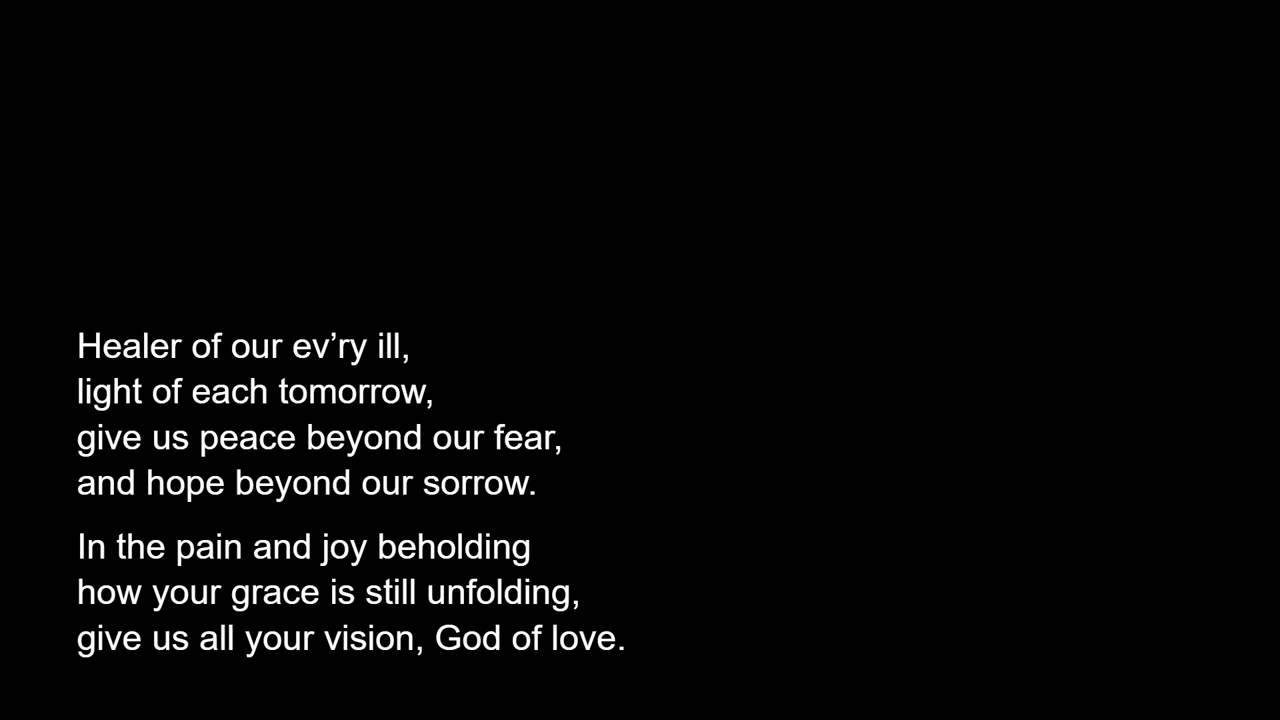 Healer of our ev’ry ill,
light of each tomorrow,
give us peace beyond our fear,
and hope beyond our sorrow.
In the pain and joy beholding
how your grace is still unfolding,
give us all your vision, God of love.